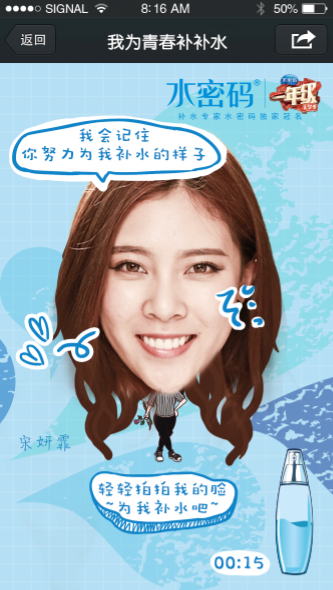 SIGNAL 8:16 AM 50%
返回 我为青春补补水
水密码® 一年级
补水专家水密码独家冠名
我会记住
你努力为我补水的样子
宋妍霏
轻轻拍拍我的脸
~为我补水吧~
00:15